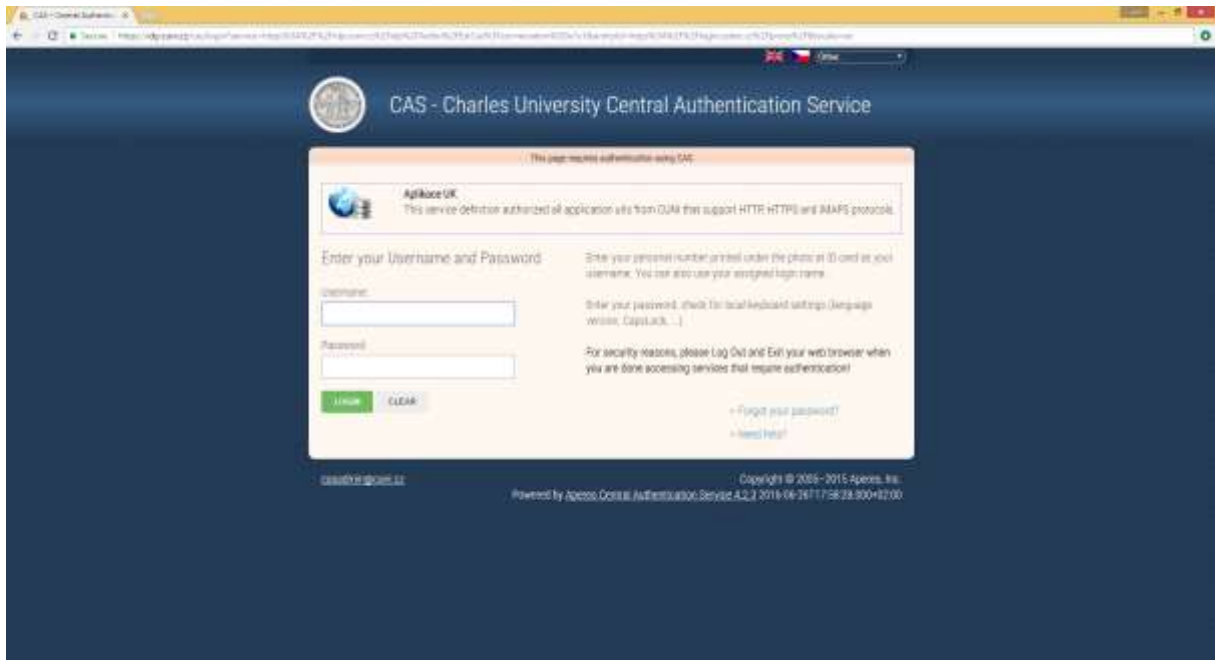 Other
CAS - Charles University Central Authentication Service
This page requires authentication using CAS
Aplikace UK
This service definition authorized all application urls from CUNI that support HTTP, HTTPS and IMAPS protocols.
Enter your Username and Password
Enter your personal number printed under the photo at ID card as your
username. You can also use your assigned login name.
Username:
Enter your password, check for local keyboard settings (language
version, CapsLock, ...)
Password:
For security reasons, please Log Out and Exit your web browser when
you are done accessing services that require authentication!
LOGIN
CLEAR
Forgot your password?
Need help?
Copyright © 2005–2015 Apereo, Inc.
Powered by Apereo Central Authentication Service 4.2.3